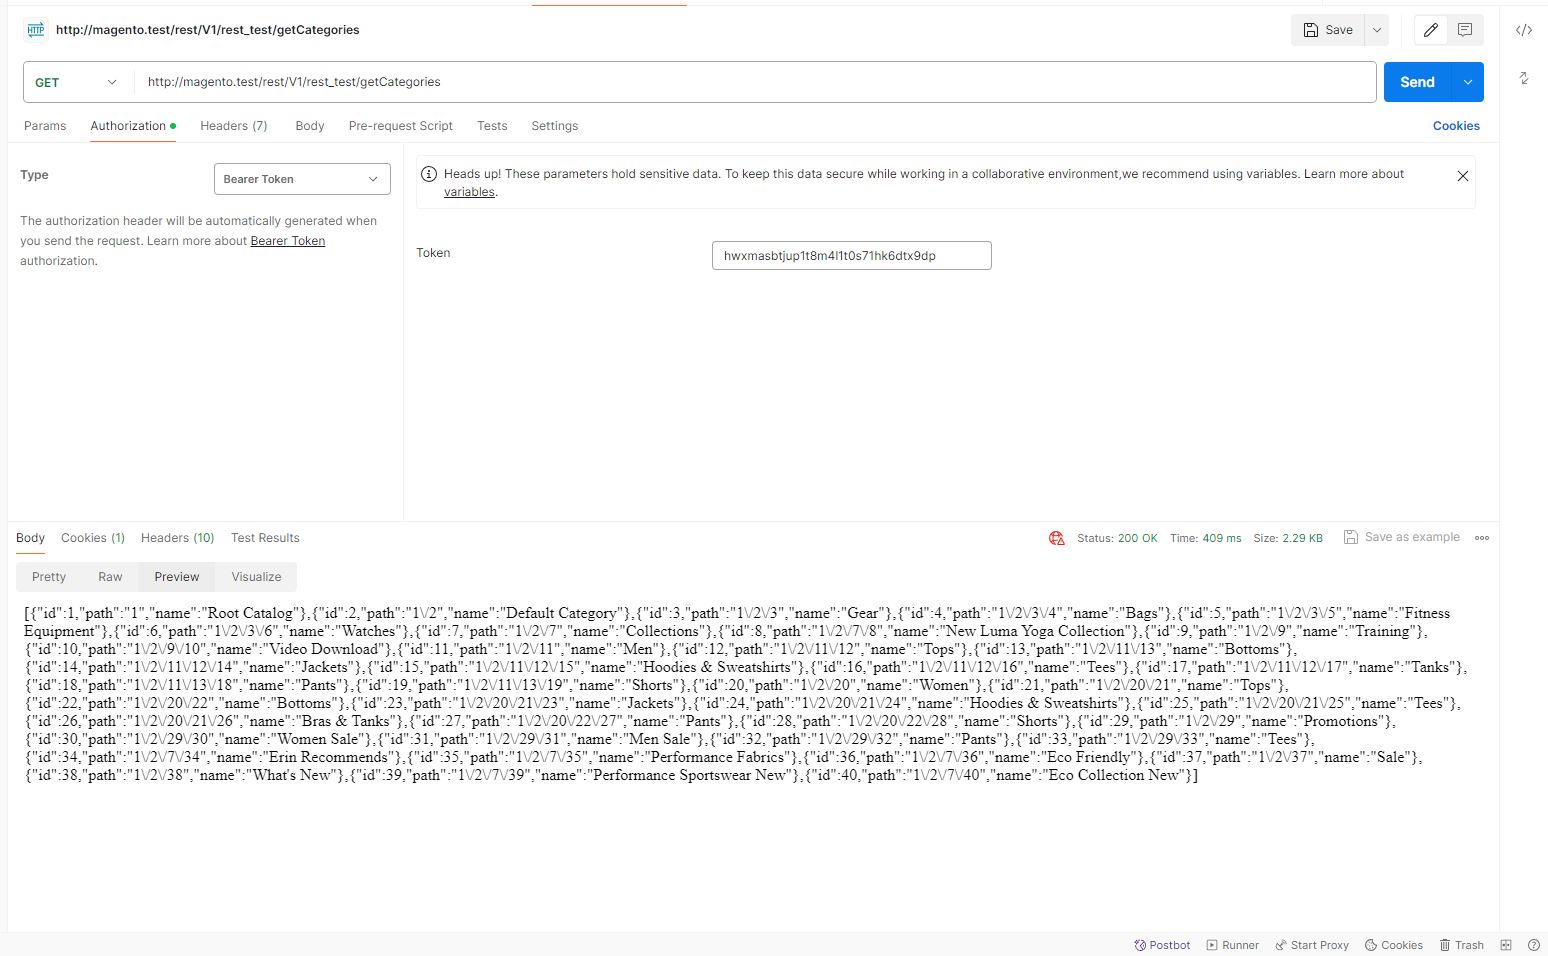 HTTP http://magento.test/rest/V1/rest_test/getCategories Save
GET http://magento.test/rest/V1/rest_test/getCategories Send
Params Authorization Headers (7) Body Pre-request Script Tests Settings Cookies
Type Bearer Token
Heads up! These parameters hold sensitive data. To keep this data secure while working in a collaborative environment,we recommend using variables. Learn more about
variables.
The authorization header will be automatically generated when
you send the request. Learn more about Bearer Token
authorization.
Token hwxmasbtjup1t8m4l1t0s71hk6dtx9dp
Body Cookies (1) Headers (10) Test Results Status: 200 OK Time: 409 ms Size: 2.29 KB Save as example
Pretty Raw Preview Visualize
[{"id":1,"path":"1","name":"Root Catalog"},{"id":2,"path":"1\/2","name":"Default Category"},{"id":3,"path":"1\/2\/3","name":"Gear"},{"id":4,"path":"1\/2\/3\/4","name":"Bags"},{"id":5,"path":"1\/2\/3\/5","name":"Fitness
Equipment"},{"id":6,"path":"1\/2\/3\/6","name":"Watches"},{"id":7,"path":"1\/2\/7","name":"Collections"},{"id":8,"path":"1\/2\/7\/8","name":"New Luma Yoga Collection"},{"id":9,"path":"1\/2\/9","name":"Training"},
{"id":10,"path":"1\/2\/9\/10","name":"Video Download"},{"id":11,"path":"1\/2\/11","name":"Men"},{"id":12,"path":"1\/2\/11\/12","name":"Tops"},{"id":13,"path":"1\/2\/11\/13","name":"Bottoms"},
{"id":14,"path":"1\/2\/11\/12\/14","name":"Jackets"},{"id":15,"path":"1\/2\/11\/12\/15","name":"Hoodies & Sweatshirts"},{"id":16,"path":"1\/2\/11\/12\/16","name":"Tees"},{"id":17,"path":"1\/2\/11\/12\/17","name":"Tanks"},
{"id":18,"path":"1\/2\/11\/13\/18","name":"Pants"},{"id":19,"path":"1\/2\/11\/13\/19","name":"Shorts"},{"id":20,"path":"1\/2\/20","name":"Women"},{"id":21,"path":"1\/2\/20\/21","name":"Tops"},
{"id":22,"path":"1\/2\/20\/22","name":"Bottoms"},{"id":23,"path":"1\/2\/20\/21\/23","name":"Jackets"},{"id":24,"path":"1\/2\/20\/21\/24","name":"Hoodies & Sweatshirts"},{"id":25,"path":"1\/2\/20\/21\/25","name":"Tees"},
{"id":26,"path":"1\/2\/20\/21\/26","name":"Bras & Tanks"},{"id":27,"path":"1\/2\/20\/22\/27","name":"Pants"},{"id":28,"path":"1\/2\/20\/22\/28","name":"Shorts"},{"id":29,"path":"1\/2\/29","name":"Promotions"},
{"id":30,"path":"1\/2\/29\/30","name":"Women Sale"},{"id":31,"path":"1\/2\/29\/31","name":"Men Sale"},{"id":32,"path":"1\/2\/29\/32","name":"Pants"},{"id":33,"path":"1\/2\/29\/33","name":"Tees"},
{"id":34,"path":"1\/2\/7\/34","name":"Erin Recommends"},{"id":35,"path":"1\/2\/7\/35","name":"Performance Fabrics"},{"id":36,"path":"1\/2\/7\/36","name":"Eco Friendly"},{"id":37,"path":"1\/2\/37","name":"Sale"},
{"id":38,"path":"1\/2\/38","name":"What's New"},{"id":39,"path":"1\/2\/7\/39","name":"Performance Sportswear New"},{"id":40,"path":"1\/2\/7\/40","name":"Eco Collection New"}]
Postbot Runner Start Proxy Cookies Trash